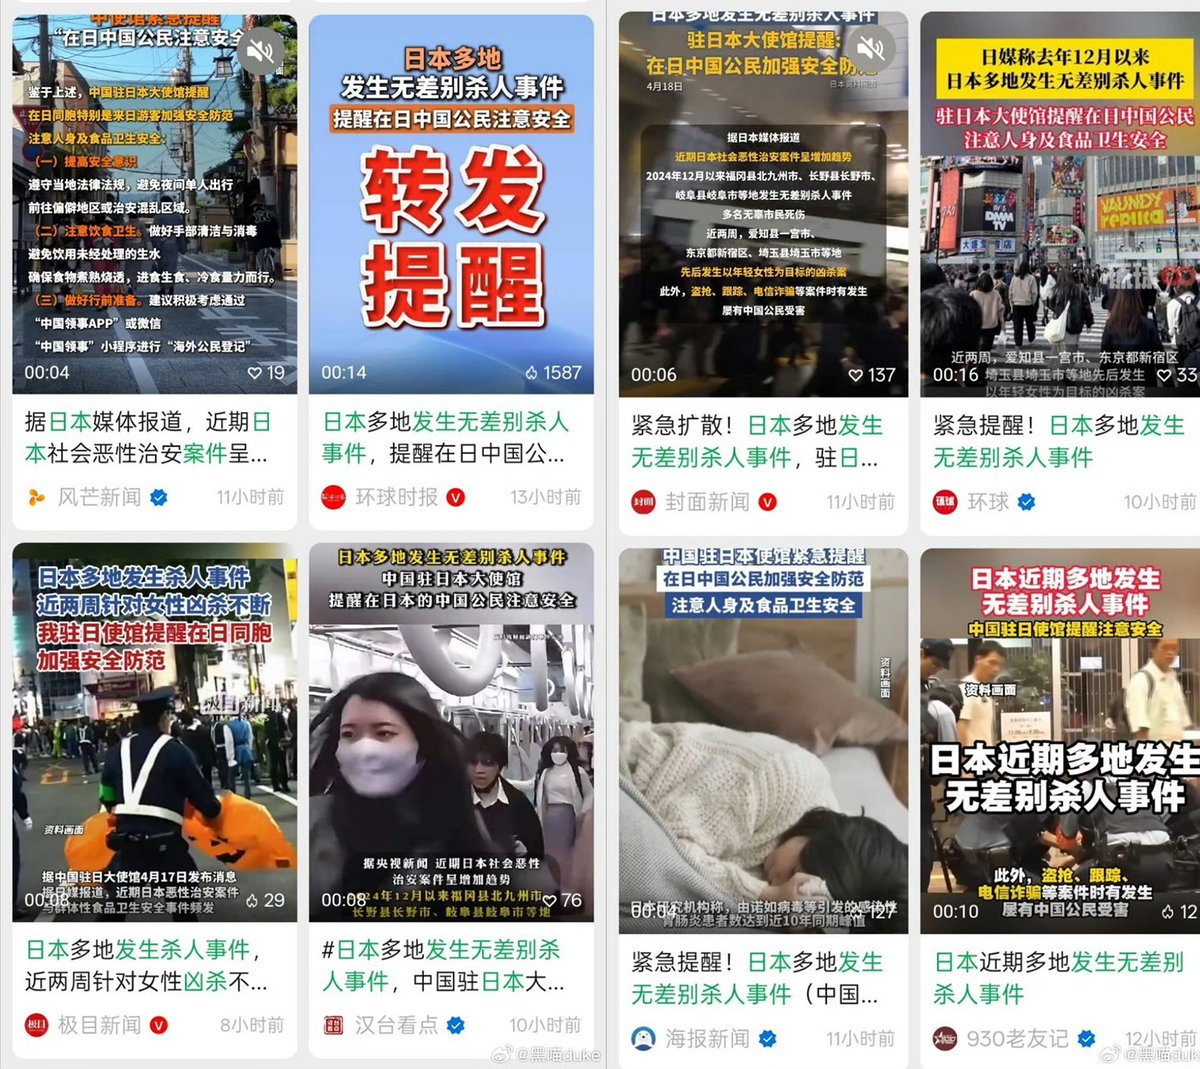 中使馆紧急提醒
“在日中国公民注意安全
鉴于上述，中国驻日本大使馆提醒
在日同胞特别是来日游客加强安全防范
注意人身及食品卫生安全：
（一）提高安全意识
遵守当地法律法规，避免夜间单人出行
前往偏僻地区或治安混乱区域。
（二）注意饮食卫生。做好手部清洁与消毒
避免饮用未经处理的生水
确保食物煮熟烧透，进食生食、冷食量力而行。
（三）做好行前准备。建议积极考虑通过
“中国领事APP”或微信
“中国领事”小程序进行“海外公民登记”
00:04
19
据日本媒体报道，近期日
本社会恶性治安案件呈...
风芒新闻
11小时前
日本多地
发生无差别杀人事件
提醒在日中国公民注意安全
转发
提醒
00:14
1587
日本多地发生无差别杀人
事件，提醒在日中国公...
环球时报
13小时前
日本多地发生无差别杀人事件
驻日本大使馆提醒：
在日中国公民加强安全防范
4月18日
日本资料画面
据日本媒体报道
近期日本社会恶性治安案件呈增加趋势
2024年12月以来福冈县北九州市、长野县长野市、
岐阜县岐阜市等地发生无差别杀人事件
多名无辜市民死伤
近两周，爱知县一宫市、
东京都新宿区、埼玉县埼玉市等地
先后发生以年轻女性为目标的凶杀案
此外，盗抢、跟踪、电信诈骗等案件时有发生
屡有中国公民受害
00:06
137
紧急扩散！日本多地发生
无差别杀人事件，驻日...
封面新闻
11小时前
日媒称去年12月以来
日本多地发生无差别杀人事件
驻日本大使馆提醒在日中国公民
注意人身及食品卫生安全
DMM
TV
VAUNDY
replica
近两周，爱知县一宫市、东京都新宿区
埼玉县埼玉市等地先后发生
以年轻女性为目标的凶杀案
00:16
33
紧急提醒！日本多地发生
无差别杀人事件
环球
10小时前
日本多地发生杀人事件
近两周针对女性凶杀不断
我驻日使馆提醒在日同胞
加强安全防范
极目新闻
资料画面
据中国驻日大使馆4月17日发布消息
据日媒报道，近期日本恶性治安案件
与群体性食品卫生安全事件频发
00:08
29
日本多地发生杀人事件，
近两周针对女性凶杀不...
极目新闻
8小时前
日本多地发生无差别杀人事件
中国驻日本大使馆
提醒在日本的中国公民注意安全
据央视新闻 近期日本社会恶性
治安案件呈增加趋势
2024年12月以来福冈县北九州市、
长野县长野市、岐阜县岐阜市等地
00:08
76
#日本多地发生无差别杀
人事件，中国驻日本大...
汉台看点
10小时前
中国驻日本使馆紧急提醒
在日中国公民加强安全防范
注意人身及食品卫生安全
资料画面
日本研究机构称，由诺如病毒等引发的感染性
胃肠炎患者数达到近10年同期峰值
00:04
127
紧急提醒！日本多地发生
无差别杀人事件（中国...
海报新闻
11小时前
日本近期多地发生
无差别杀人事件
中国驻日使馆提醒注意安全
资料画面
日本近期多地发生
无差别杀人事件
此外，盗抢、跟踪、
电信诈骗等案件时有发生
屡有中国公民受害
00:10
12
日本近期多地发生无差别
杀人事件
930老友记
12小时前
@黑喵duke
@黑喵duke